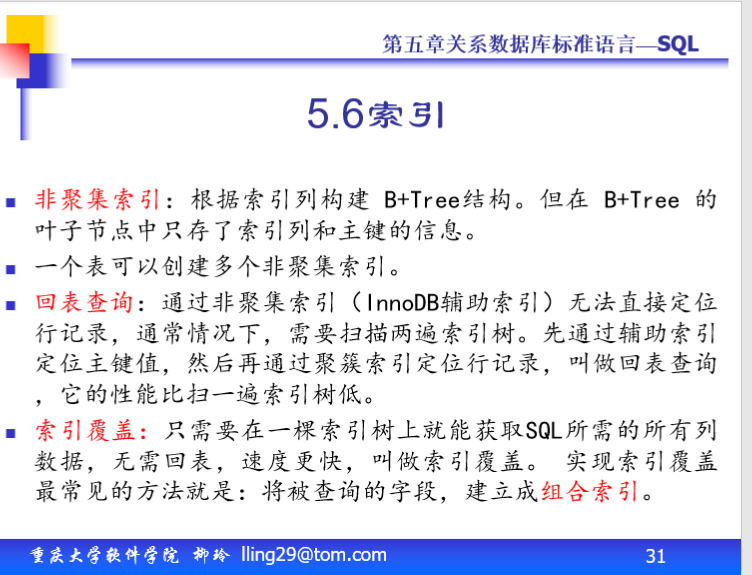 第五章关系数据库标准语言—SQL
5.6索引
非聚集索引：根据索引列构建 B+Tree结构。但在 B+Tree 的
叶子节点中只存了索引列和主键的信息。
一个表可以创建多个非聚集索引。
回表查询：通过非聚集索引（InnoDB辅助索引）无法直接定位
行记录，通常情况下，需要扫描两遍索引树。先通过辅助索引
定位主键值，然后再通过聚簇索引定位行记录，叫做回表查询
，它的性能比扫一遍索引树低。
索引覆盖：只需要在一棵索引树上就能获取SQL所需的所有列
数据，无需回表，速度更快，叫做索引覆盖。 实现索引覆盖
最常见的方法就是：将被查询的字段，建立成组合索引。
重庆大学软件学院 柳玲 lling29@tom.com
31